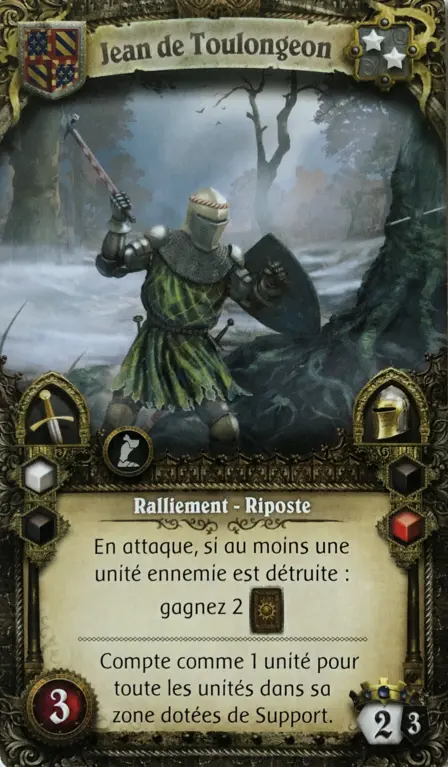 Jean de Toulongeon
Ralliement - Riposte
En attaque, si au moins une
unité ennemie est détruite :
gagnez 2
Compte comme 1 unité pour
toute les unités dans sa
zone dotées de Support.
3
2 3